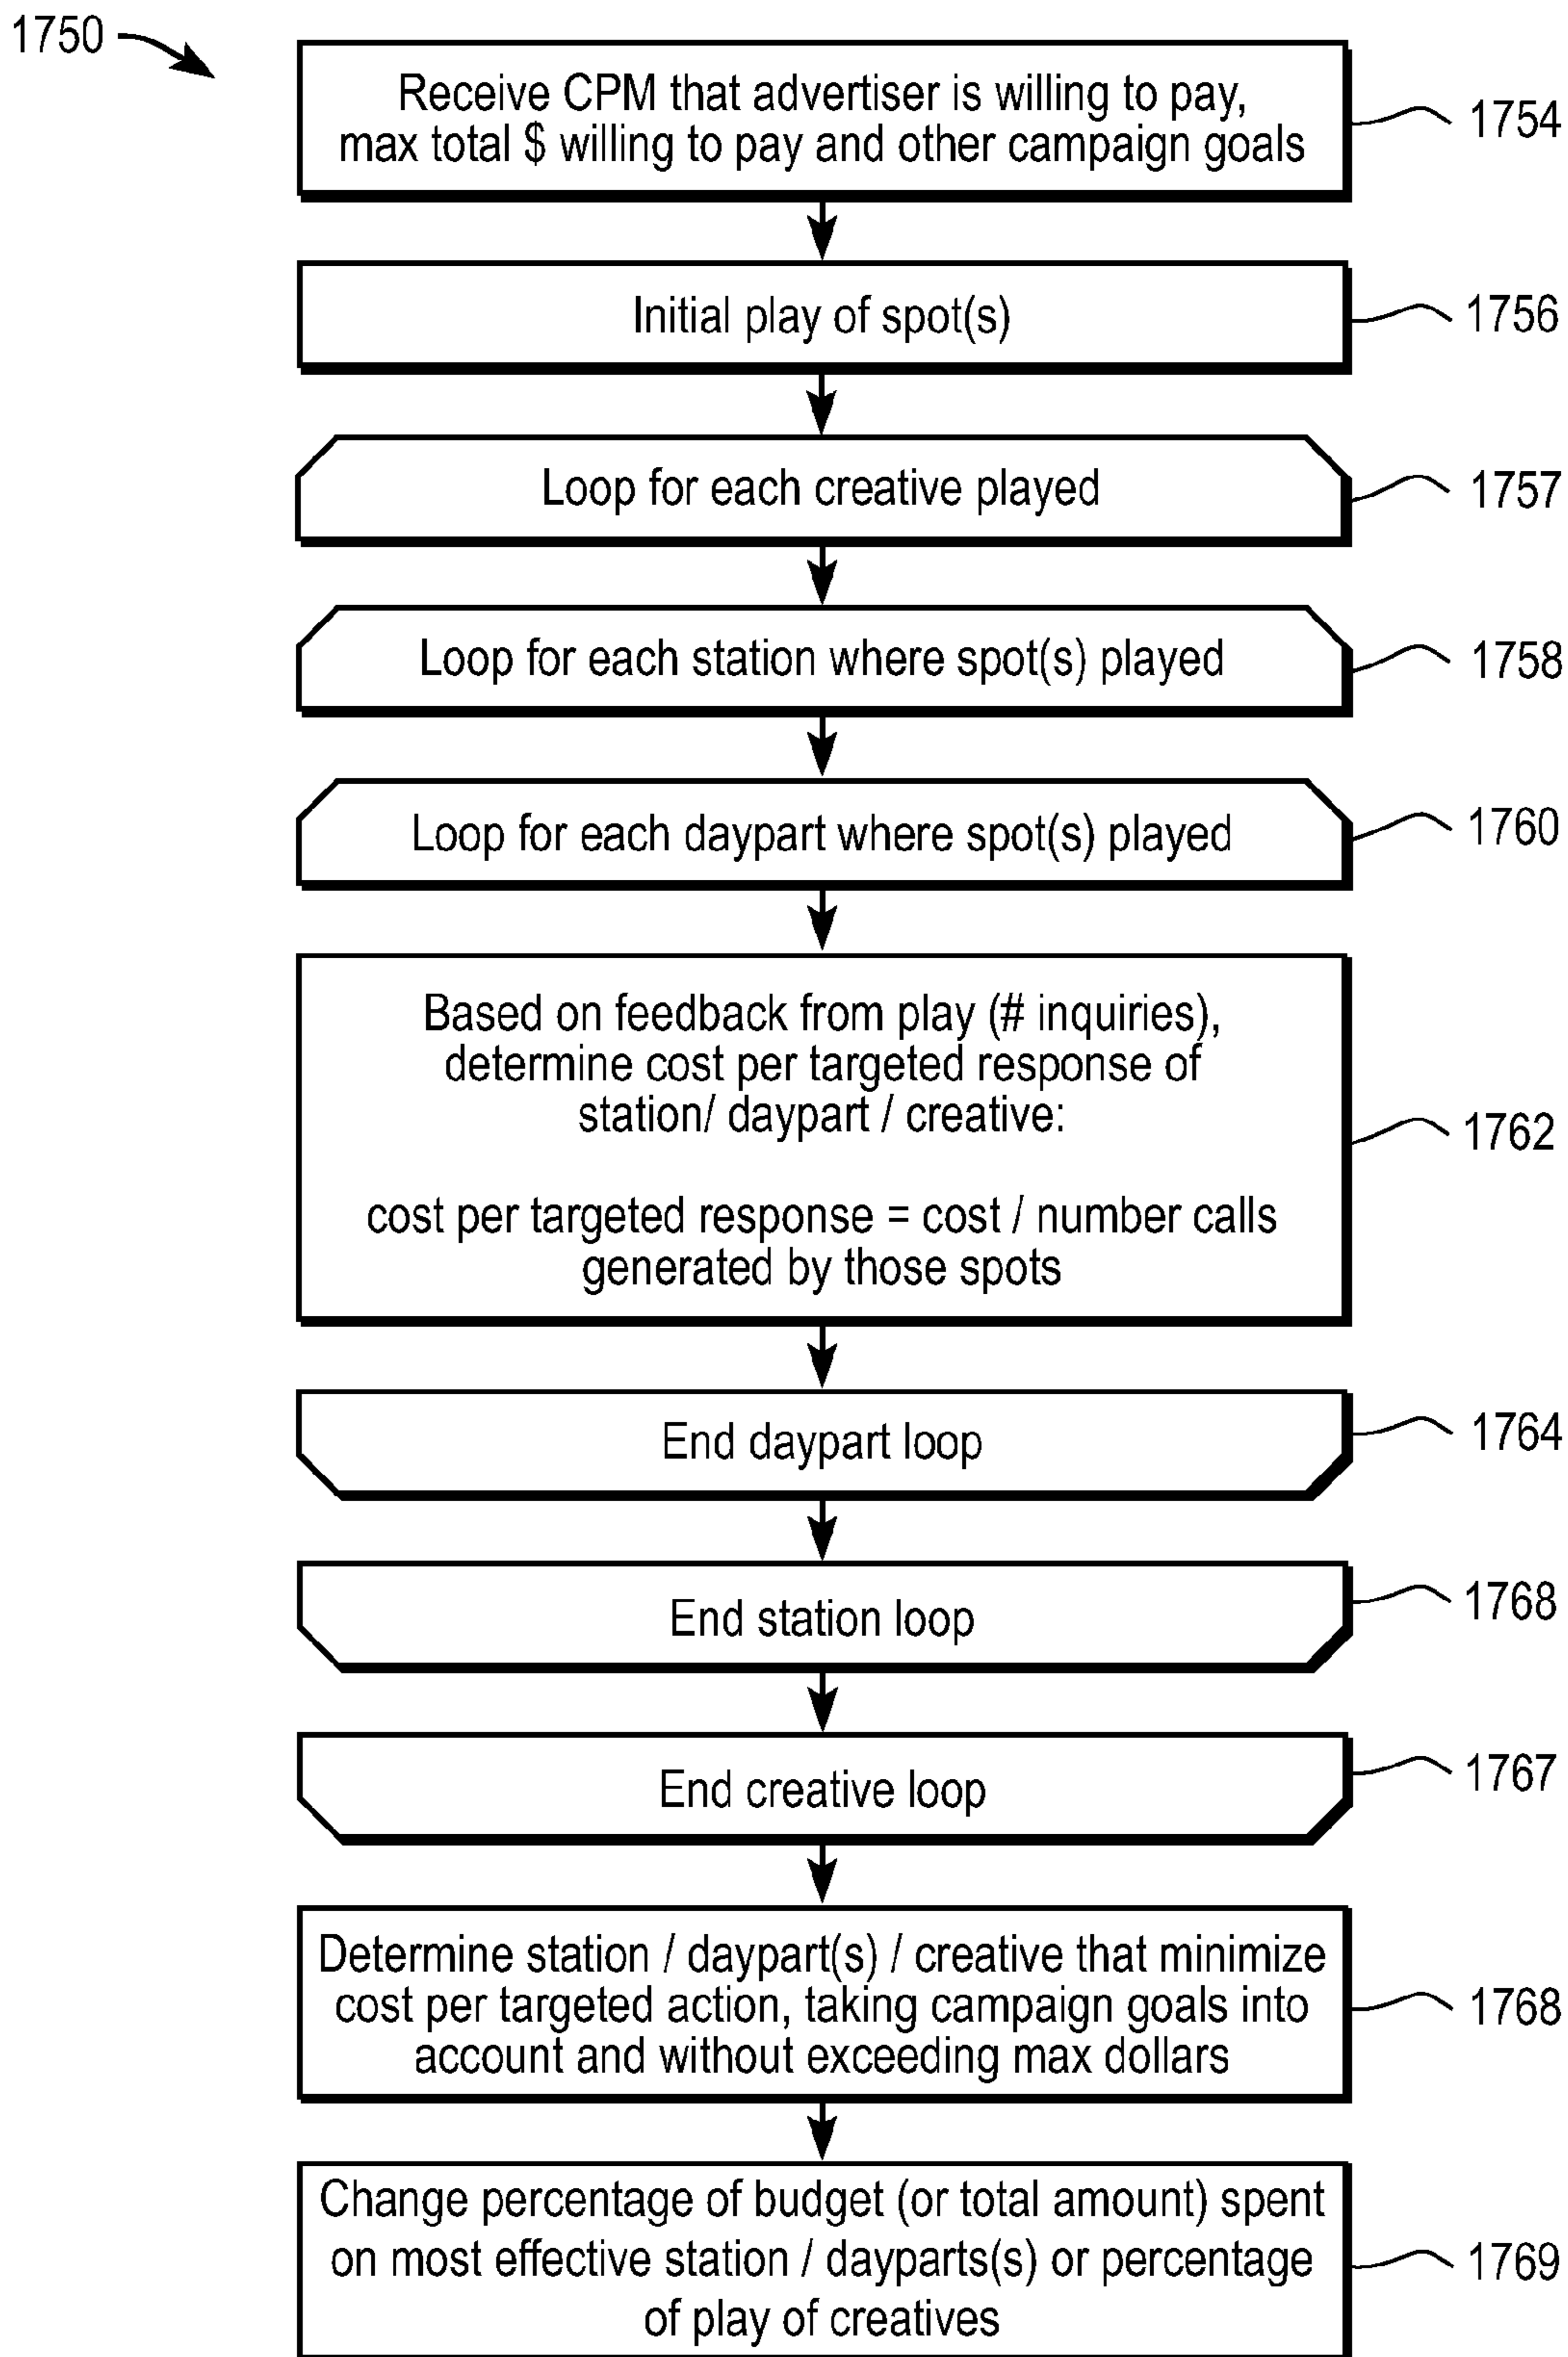 1750
Receive CPM that advertiser is willing to pay,
max total $ willing to pay and other campaign goals
1754
Initial play of spot(s)
1756
Loop for each creative played
1757
Loop for each station where spot(s) played
1758
Loop for each daypart where spot(s) played
1760
Based on feedback from play (# inquiries),
determine cost per targeted response of
station/ daypart / creative:
cost per targeted response = cost / number calls
generated by those spots
1762
End daypart loop
1764
End station loop
1768
End creative loop
1767
Determine station / daypart(s) / creative that minimize
cost per targeted action, taking campaign goals into
account and without exceeding max dollars
1768
Change percentage of budget (or total amount) spent
on most effective station / dayparts(s) or percentage
of play of creatives
1769